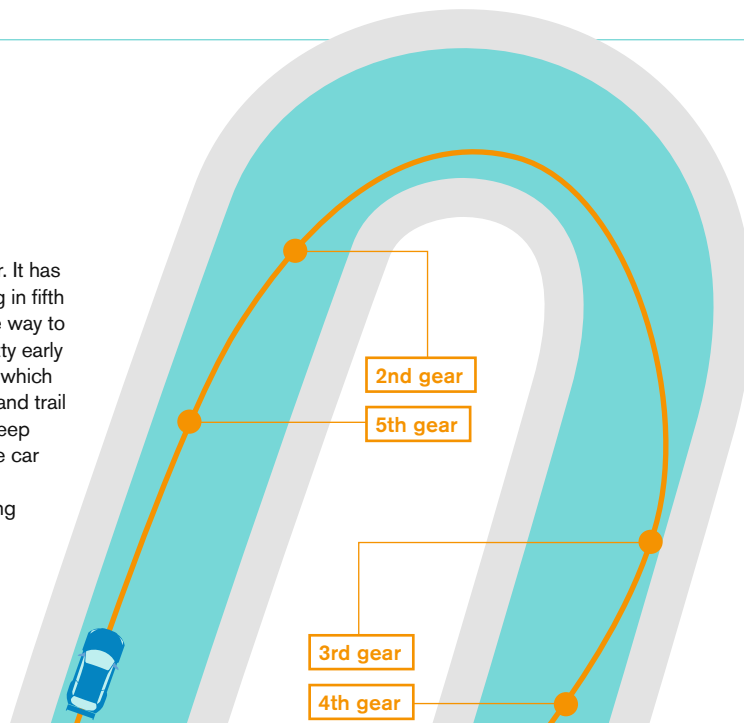 r. It has
g in fifth
e way to
tty early
which
and trail
eep
e car
ng
2nd gear
5th gear
3rd gear
4th gear